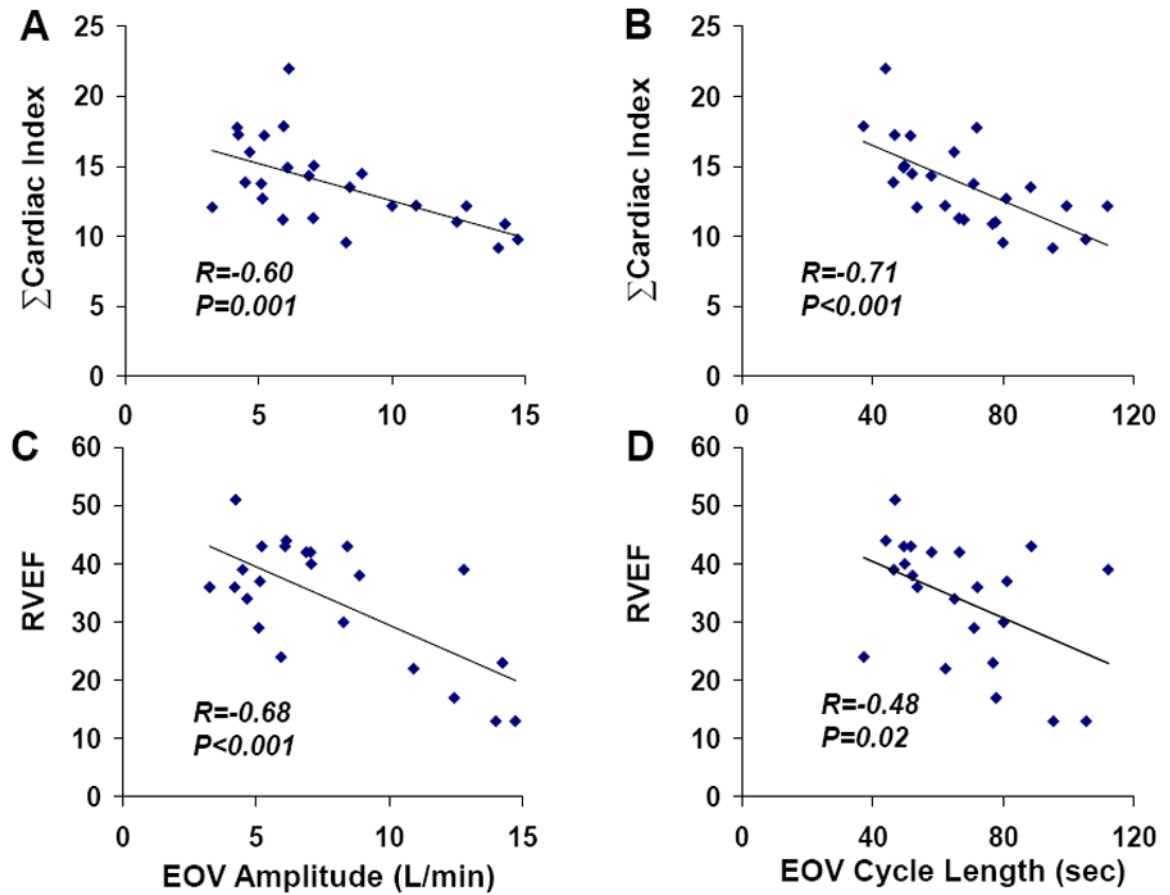 A
∑Cardiac Index
25
20
15
10
5
0
0 5 10 15
R=-0.60
P=0.001
B
∑Cardiac Index
25
20
15
10
5
0
0 40 80 120
R=-0.71
P<0.001
C
RVEF
60
50
40
30
20
10
0
0 5 10 15
R=-0.68
P<0.001
EOV Amplitude (L/min)
D
RVEF
60
50
40
30
20
10
0
0 40 80 120
R=-0.48
P=0.02
EOV Cycle Length (sec)